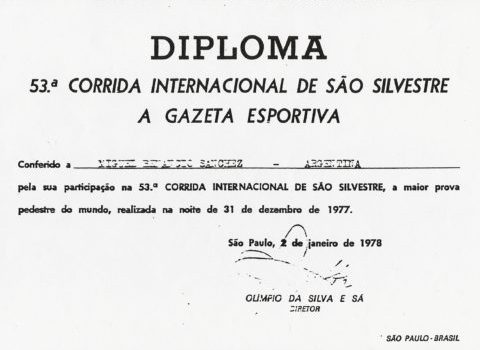 DIPLOMA
53.ª CORRIDA INTERNACIONAL DE SÃO SILVESTRE
A GAZETA ESPORTIVA
Conferido a MIGUEL BENANCIO SANCHEZ - ARGENTINA
pela sua participação na 53.ª CORRIDA INTERNACIONAL DE SÃO SILVESTRE, a maior prova
pedestre do mundo, realizada na noite de 31 de dezembro de 1977.
São Paulo, 2 de janeiro de 1978
OLIMPIO DA SILVA E SÁ
DIRETOR
SÃO PAULO - BRASIL